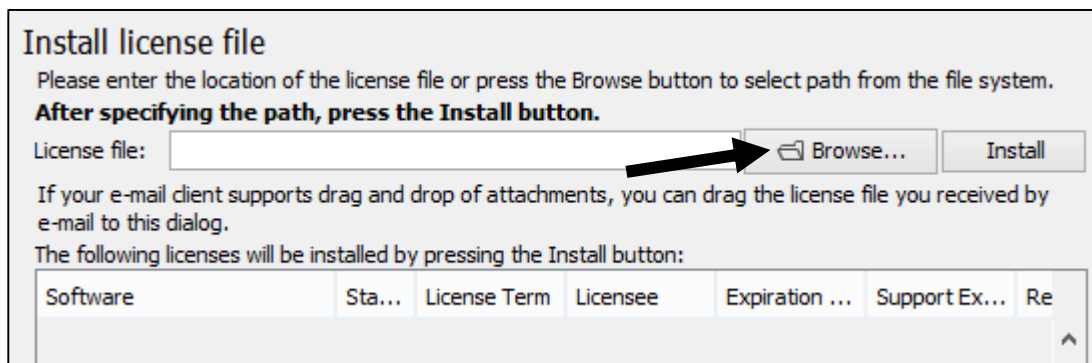 Install license file
Please enter the location of the license file or press the Browse button to select path from the file system.
After specifying the path, press the Install button.
License file: Browse... Install
If your e-mail client supports drag and drop of attachments, you can drag the license file you received by
e-mail to this dialog.
The following licenses will be installed by pressing the Install button:
Software Sta... License Term Licensee Expiration ... Support Ex... Re